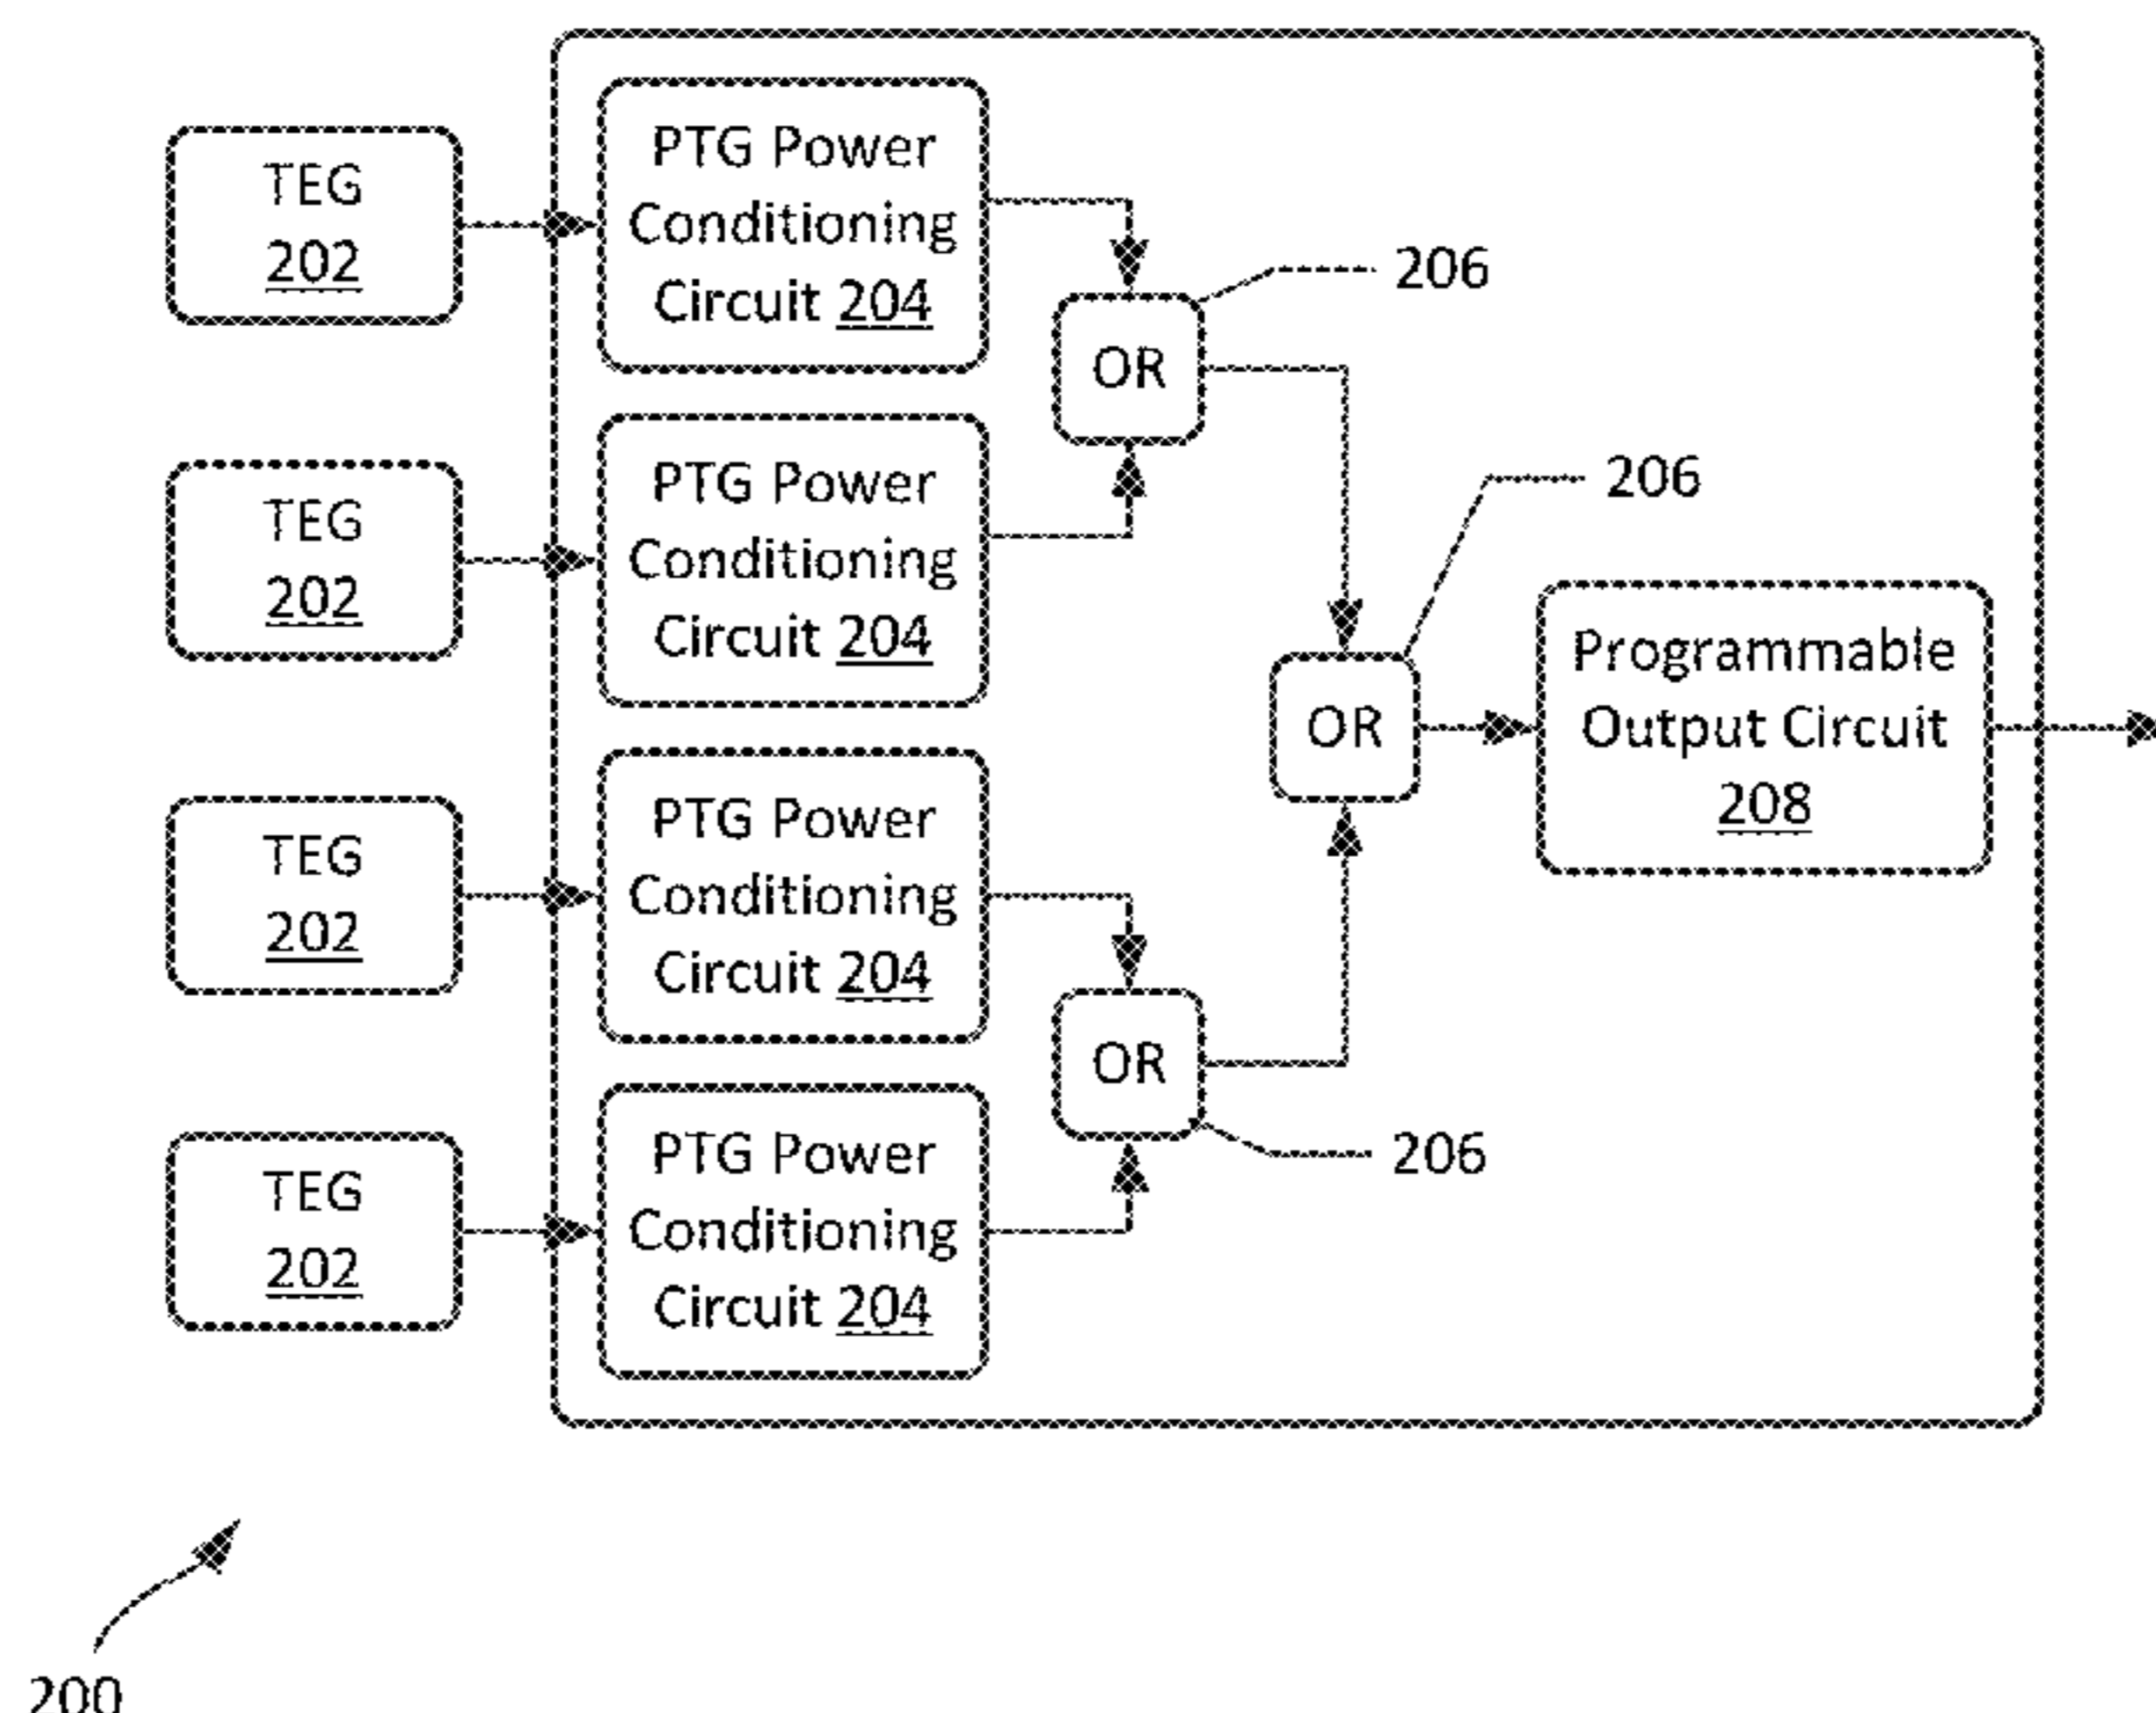 TEG
202
PTG Power
Conditioning
Circuit 204
OR
206
TEG
202
PTG Power
Conditioning
Circuit 204
206
OR
Programmable
Output Circuit
208
TEG
202
PTG Power
Conditioning
Circuit 204
OR
206
TEG
202
PTG Power
Conditioning
Circuit 204
200